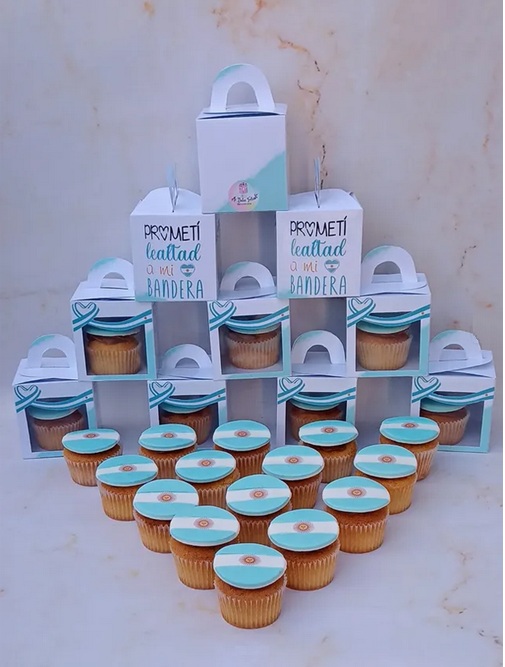 PROMETÍ
lealtad
a mi
BANDERA
PROMETÍ
lealtad
a mi
BANDERA